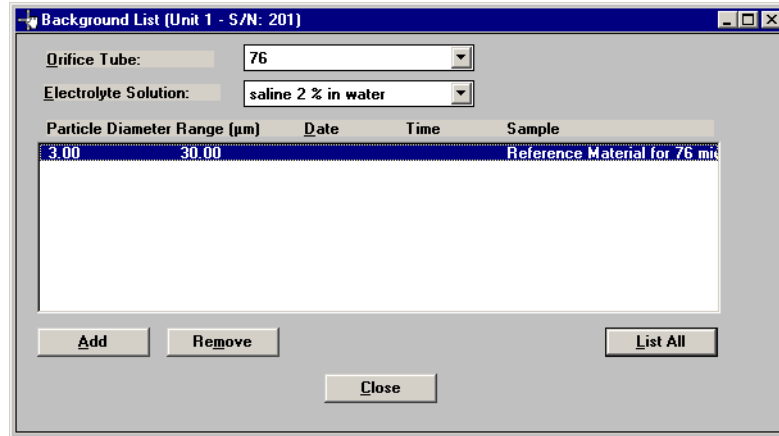 Background List (Unit 1 - S/N: 201)
Orifice Tube: 76
Electrolyte Solution: saline 2 % in water
Particle Diameter Range (µm) Date Time Sample
3.00 30.00 Reference Material for 76
Add Remove List All
Close